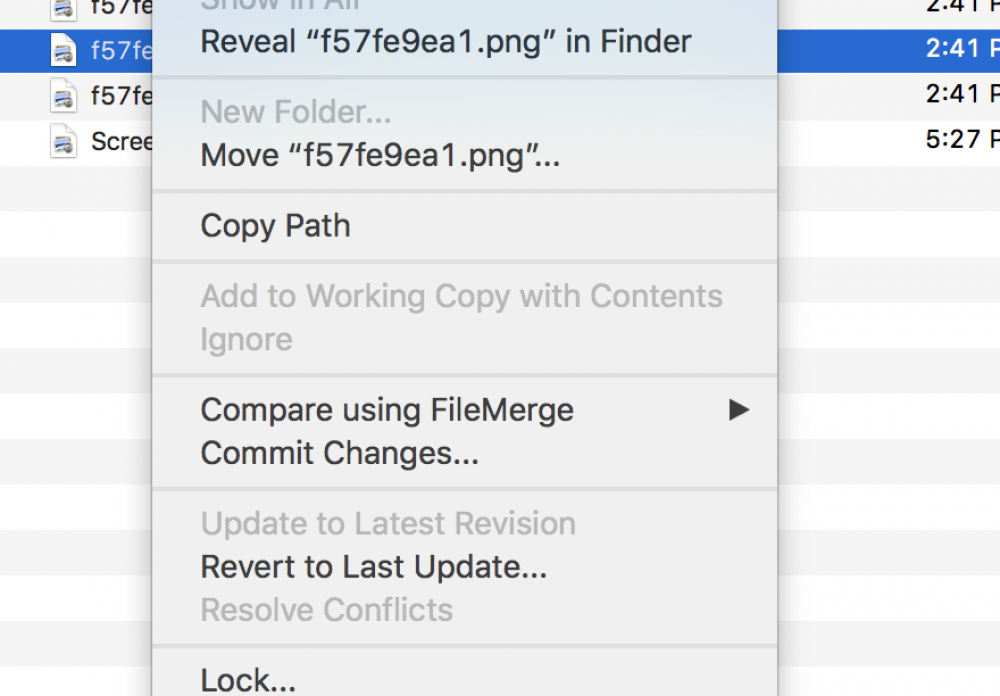 f57fe
Show in All
2:41 P
Reveal “f57fe9ea1.png” in Finder
f57fe
2:41 P
f57fe
New Folder...
2:41 P
Scree
Move “f57fe9ea1.png”...
5:27 P
Copy Path
Add to Working Copy with Contents
Ignore
Compare using FileMerge
Commit Changes...
Update to Latest Revision
Revert to Last Update...
Resolve Conflicts
Lock...